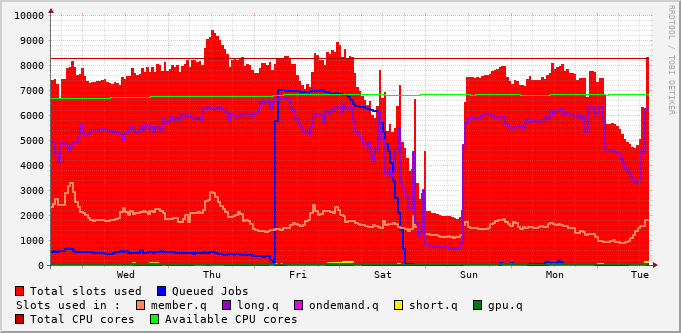 10000
9000
8000
7000
6000
5000
4000
3000
2000
1000
0
Wed Thu Fri Sat Sun Mon Tue
RRDTOOL / TOBI OETIKER
Total slots used Queued Jobs
Slots used in : member.q long.q ondemand.q short.q gpu.q
Total CPU cores Available CPU cores